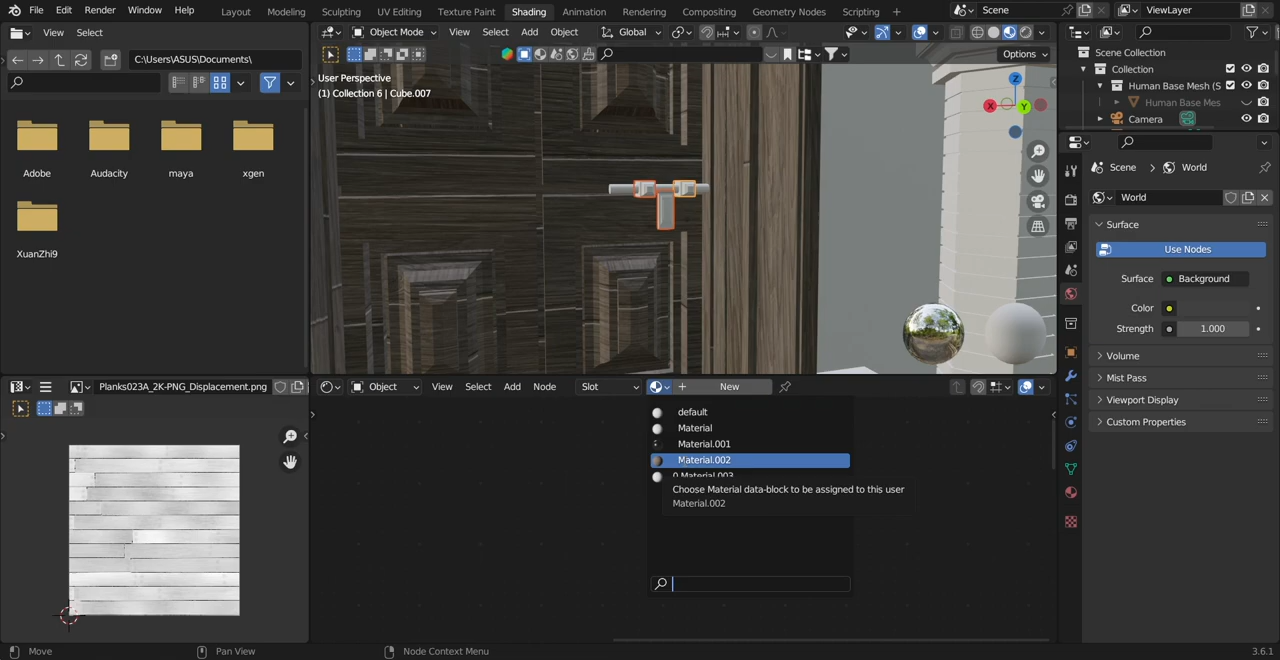 File Edit Render Window Help Layout Modeling Sculpting UV Editing Texture Paint Shading Animation Rendering Compositing Geometry Nodes Scripting + Scene ViewLayer
View Select
Object Mode View Select Add Object Global
C:\Users\ASUS\Documents\
Options
User Perspective
(1) Collection 6 | Cube.007
X Y Z
Adobe Audacity maya xgen
XuanZhi9
Scene Collection
Collection
Human Base Mesh (S
Human Base Mes
Camera
Scene World
World
Surface
Use Nodes
Surface Background
Color
Strength 1.000
Volume
Mist Pass
Viewport Display
Custom Properties
Planks023A_2K-PNG_Displacement.png
Object View Select Add Node Slot New
default
Material
Material.001
Material.002
0 Material.003
Choose Material data-block to be assigned to this user
Material.002
Move Pan View Node Context Menu 3.6.1